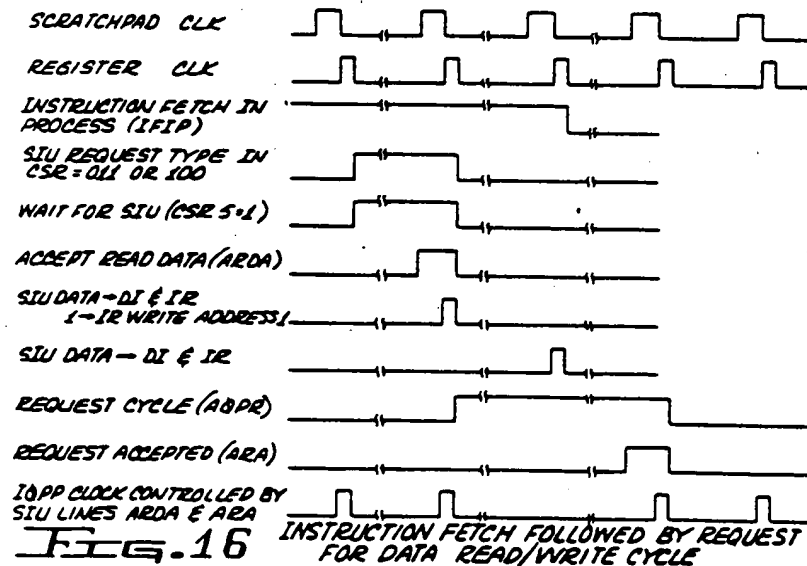 SCRATCHPAD CLK
REGISTER CLK
INSTRUCTION FETCH IN
PROCESS (IFIP)
SIU REQUEST TYPE IN
CSR = 011 OR 100
WAIT FOR SIU (CSR 5=1)
ACCEPT READ DATA (ARDA)
SIU DATA → DI & IR
1 → IR WRITE ADDRESS 1
SIU DATA → DI & IR
REQUEST CYCLE (AOPR)
REQUEST ACCEPTED (ARA)
IOPP CLOCK CONTROLLED BY
SIU LINES ARDA & ARA
FIG. 16
INSTRUCTION FETCH FOLLOWED BY REQUEST
FOR DATA READ/WRITE CYCLE